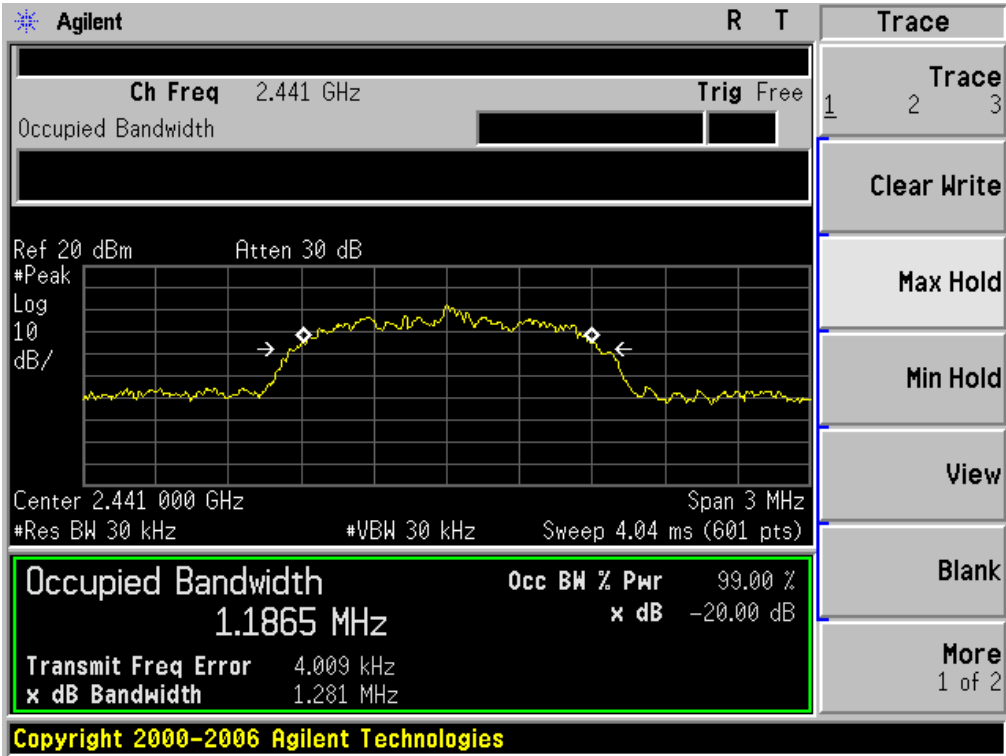 Agilent R T Trace
Ch Freq 2.441 GHz Trig Free
Occupied Bandwidth
Trace
1 2 3
Clear Write
Max Hold
Min Hold
View
Blank
More
1 of 2
Ref 20 dBm Atten 30 dB
#Peak
Log
10
dB/
Center 2.441 000 GHz Span 3 MHz
#Res BW 30 kHz #VBW 30 kHz Sweep 4.04 ms (601 pts)
Occupied Bandwidth Occ BW % Pwr 99.00 %
1.1865 MHz x dB -20.00 dB
Transmit Freq Error 4.009 kHz
x dB Bandwidth 1.281 MHz
Copyright 2000-2006 Agilent Technologies